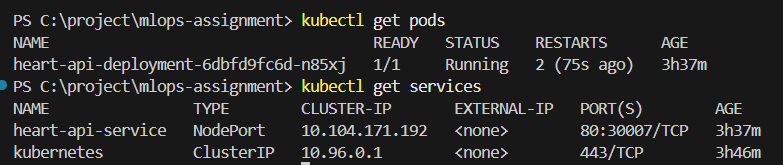 PS C:\project\mlops-assignment> kubectl get pods
NAME READY STATUS RESTARTS AGE
heart-api-deployment-6dbfd9fc6d-n85xj 1/1 Running 2 (75s ago) 3h37m
PS C:\project\mlops-assignment> kubectl get services
NAME TYPE CLUSTER-IP EXTERNAL-IP PORT(S) AGE
heart-api-service NodePort 10.104.171.192 <none> 80:30007/TCP 3h37m
kubernetes ClusterIP 10.96.0.1 <none> 443/TCP 3h46m